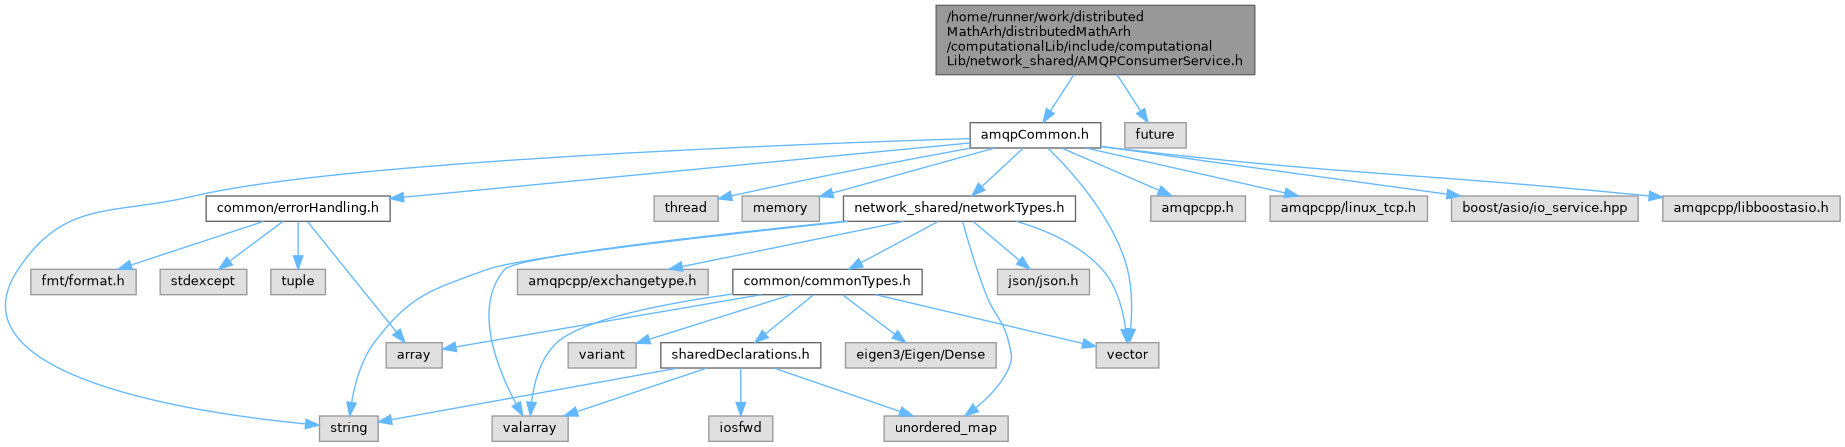 /home/runner/work/distributed
MathArh/distributedMathArh
/computationalLib/include/computational
Lib/network_shared/AMQPConsumerService.h
amqpCommon.h
future
common/errorHandling.h
thread
memory
network_shared/networkTypes.h
amqpcpp.h
amqpcpp/linux_tcp.h
boost/asio/io_service.hpp
amqpcpp/libboostasio.h
fmt/format.h
stdexcept
tuple
amqpcpp/exchangetype.h
common/commonTypes.h
json/json.h
array
variant
sharedDeclarations.h
eigen3/Eigen/Dense
vector
string
valarray
iosfwd
unordered_map